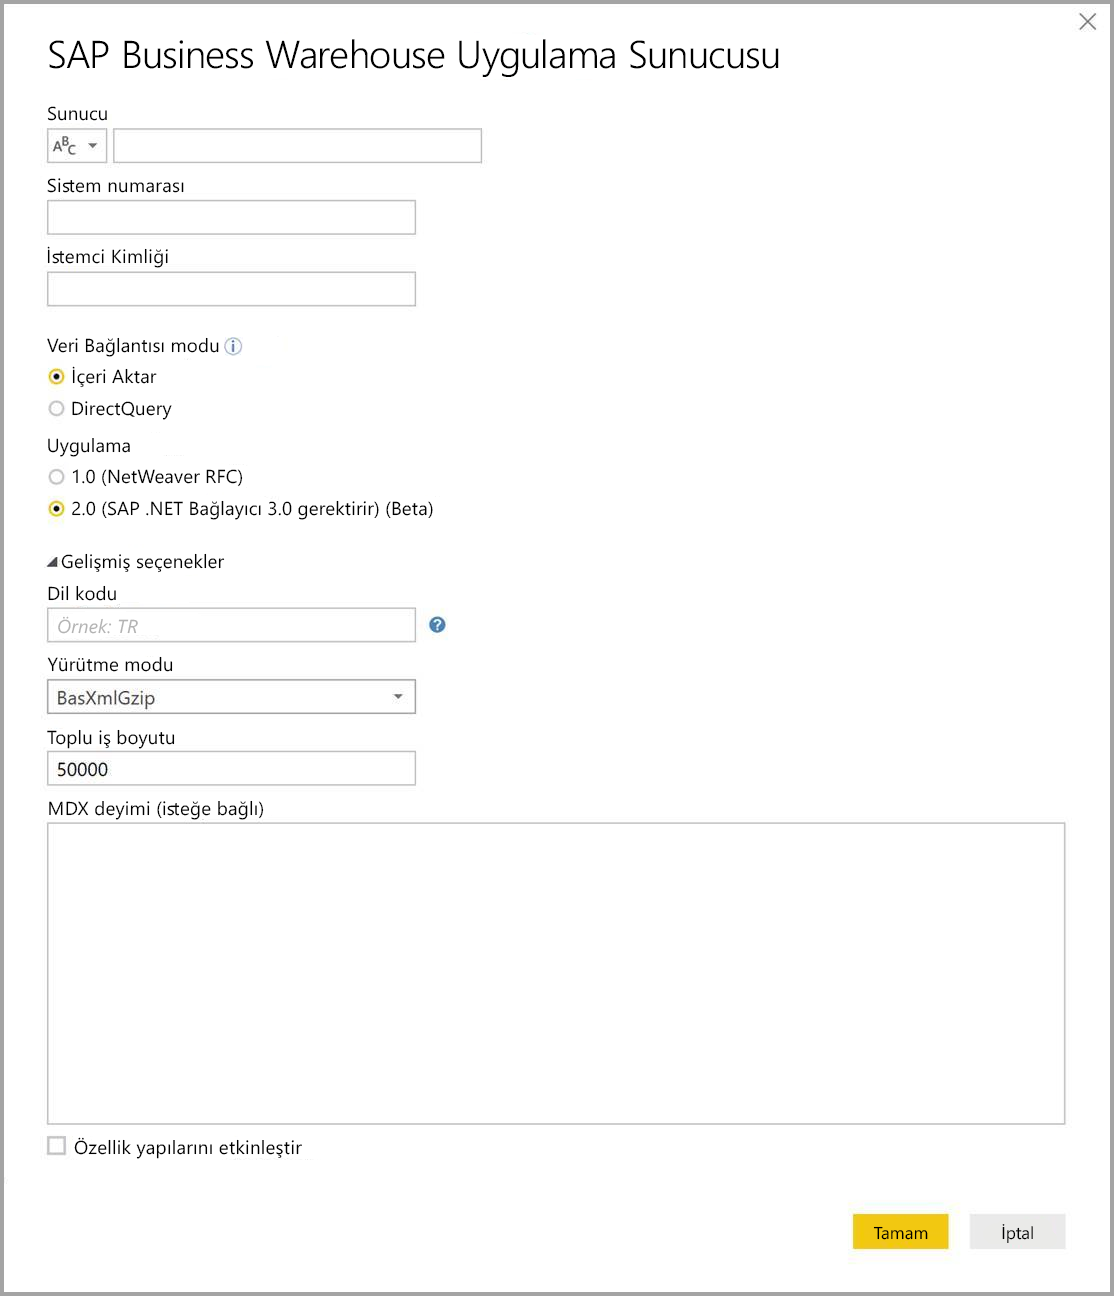 SAP Business Warehouse Uygulama Sunucusu
Sunucu
ABC
Sistem numarası
İstemci Kimliği
Veri Bağlantısı modu
İçeri Aktar
DirectQuery
Uygulama
1.0 (NetWeaver RFC)
2.0 (SAP .NET Bağlayıcı 3.0 gerektirir) (Beta)
Gelişmiş seçenekler
Dil kodu
Örnek: TR
Yürütme modu
BasXmlGzip
Toplu iş boyutu
50000
MDX deyimi (isteğe bağlı)
Özellik yapılarını etkinleştir
Tamam İptal